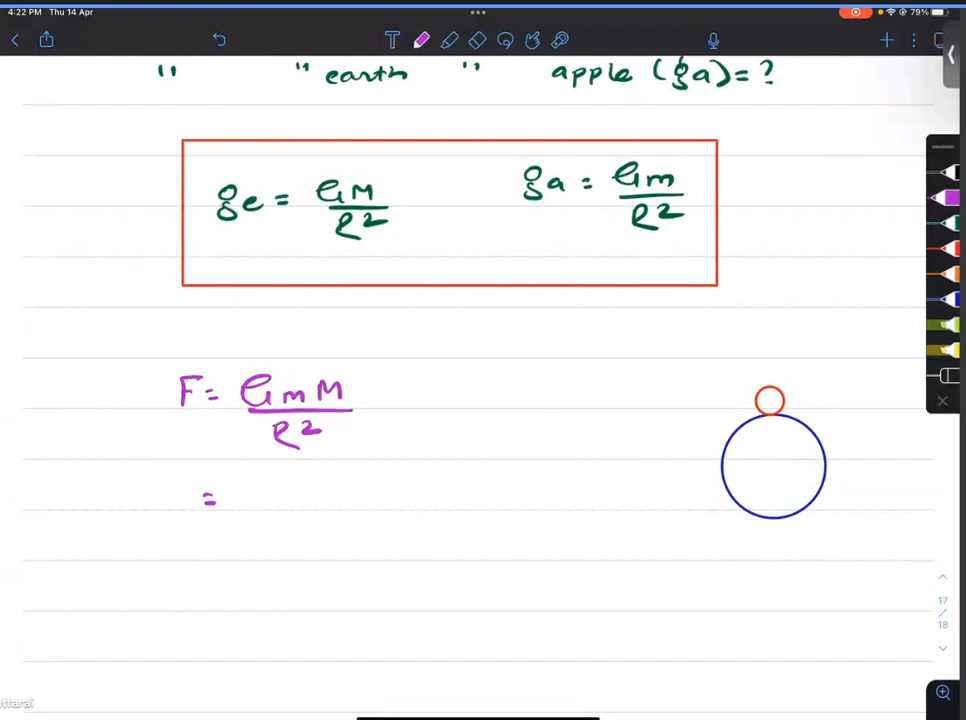 4:22 PM Thu 14 Apr
79%
" " earth " apple (ga)=?
ge = GM/R² ga = Gm/R²
F = GmM/R²
=
T
17
/
18
uttarai